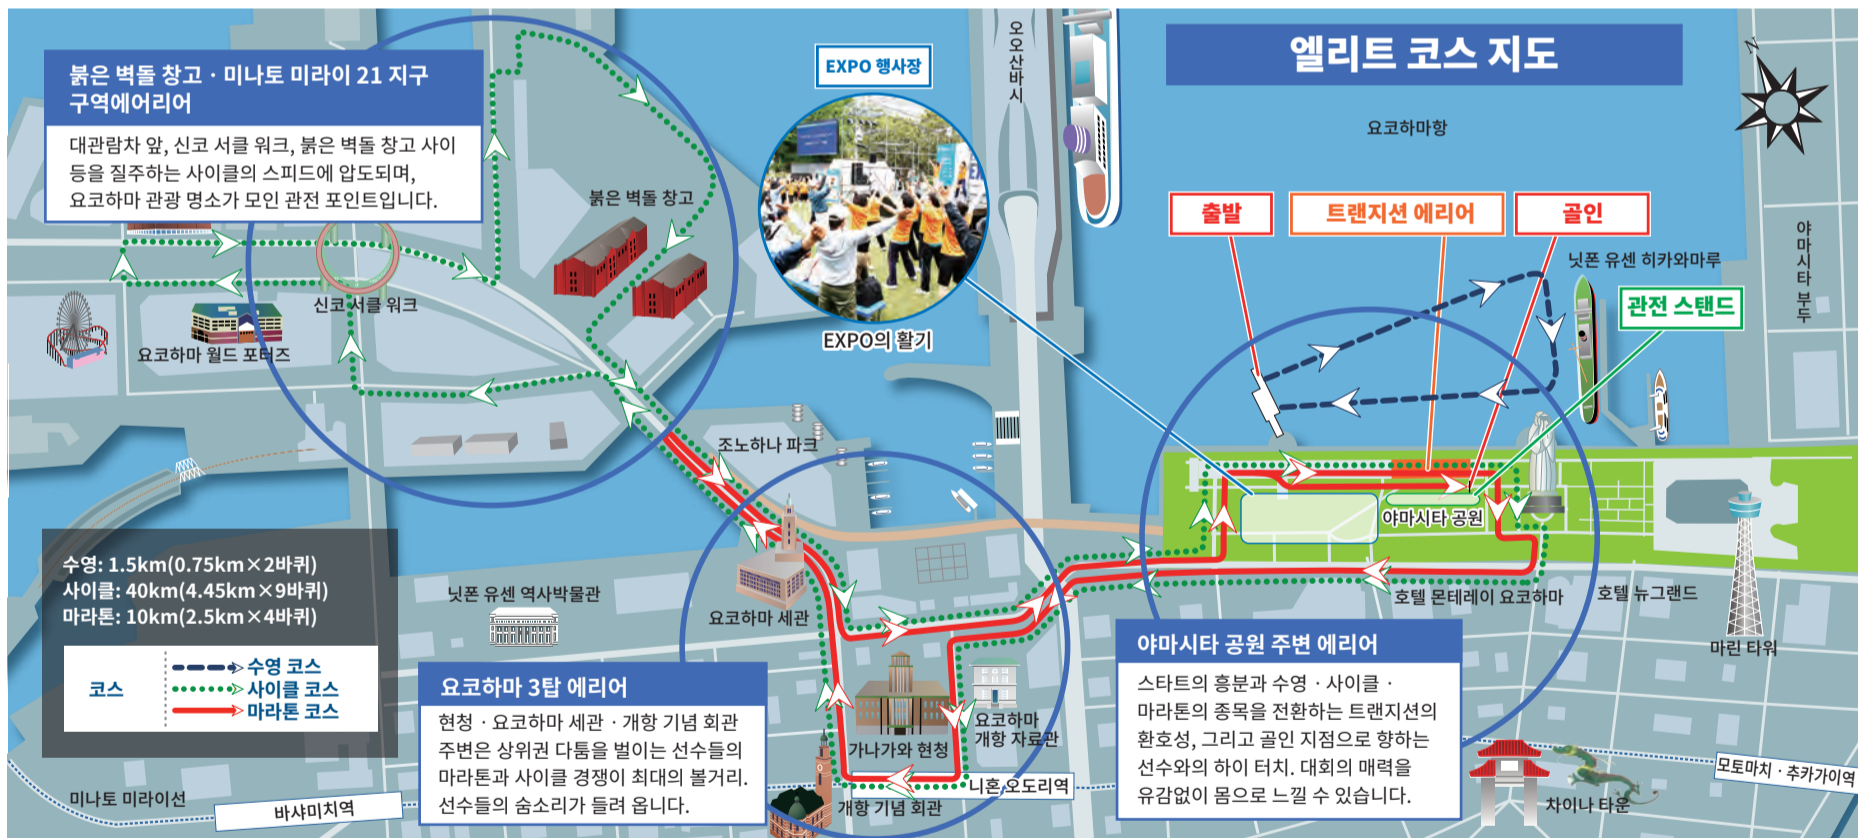 엘리트 코스 지도
붉은 벽돌 창고 · 미나토 미라이 21 지구
구역에어리어
대관람차 앞, 신코 서클 워크, 붉은 벽돌 창고 사이
등을 질주하는 사이클의 스피드에 압도되며,
요코하마 관광 명소가 모인 관전 포인트입니다.
EXPO 행사장
EXPO의 활기
오오산바시
요코하마항
N
출발
트랜지션 에리어
골인
닛폰 유센 히카와마루
관전 스탠드
야마시타 부두
붉은 벽돌 창고
신코 서클 워크
요코하마 월드 포터즈
조노하나 파크
야마시타 공원
수영: 1.5km(0.75km×2바퀴)
사이클: 40km(4.45km×9바퀴)
마라톤: 10km(2.5km×4바퀴)
코스
수영 코스
사이클 코스
마라톤 코스
닛폰 유센 역사박물관
요코하마 세관
호텔 몬테레이 요코하마
호텔 뉴그랜드
마린 타워
요코하마 3탑 에리어
현청 · 요코하마 세관 · 개항 기념 회관
주변은 상위권 다툼을 벌이는 선수들의
마라톤과 사이클 경쟁이 최대의 볼거리.
선수들의 숨소리가 들려 옵니다.
가나가와 현청
요코하마
개항 자료관
개항 기념 회관
니혼 오도리역
야마시타 공원 주변 에리어
스타트의 흥분과 수영 · 사이클 ·
마라톤의 종목을 전환하는 트랜지션의
환호성, 그리고 골인 지점으로 향하는
선수와의 하이 터치. 대회의 매력을
유감없이 몸으로 느낄 수 있습니다.
차이나 타운
모토마치 · 추카가이역
미나토 미라이선
바샤미치역